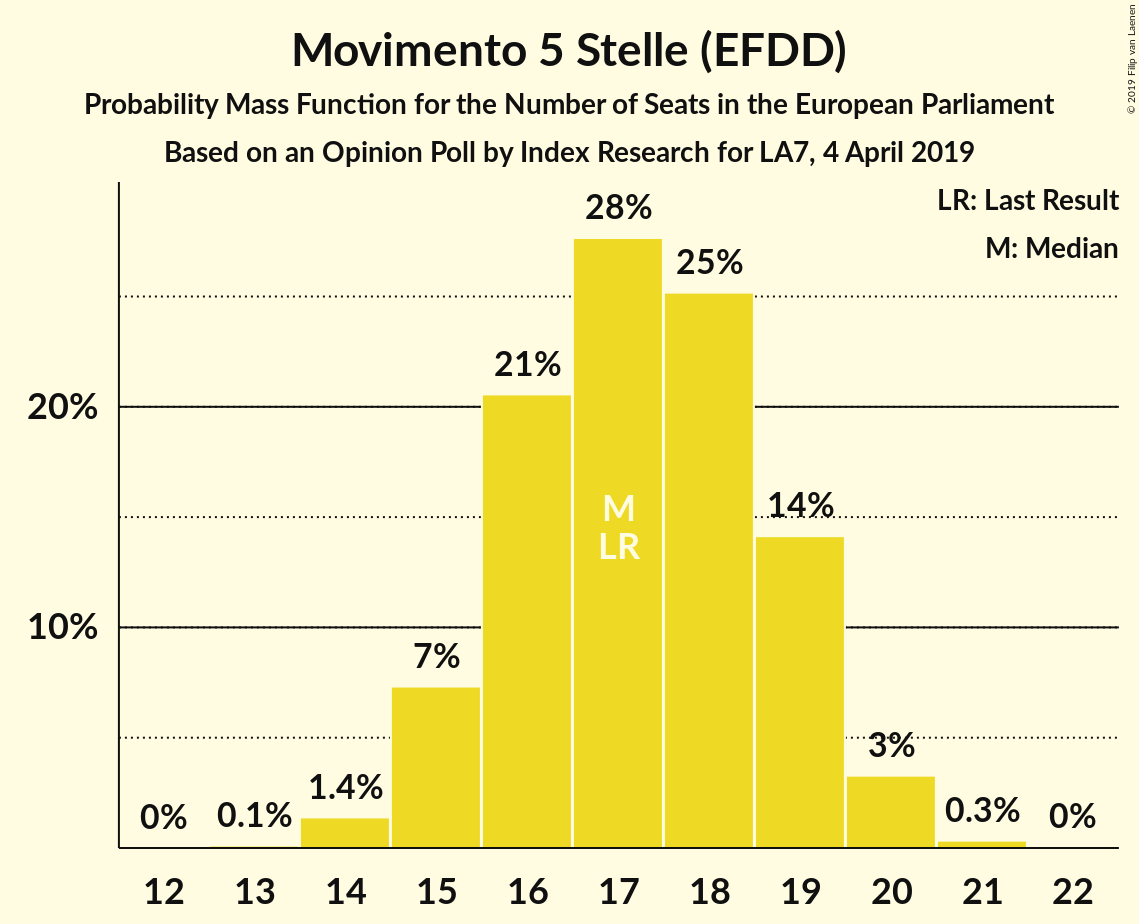 Movimento 5 Stelle (EFDD)
Probability Mass Function for the Number of Seats in the European Parliament
Based on an Opinion Poll by Index Research for LA7, 4 April 2019
© 2019 Filip van Laenen
LR: Last Result
M: Median
28%
25%
21%
20%
14%
M
LR
10%
7%
3%
1.4%
0%
0.1%
0.3%
0%
12 13 14 15 16 17 18 19 20 21 22